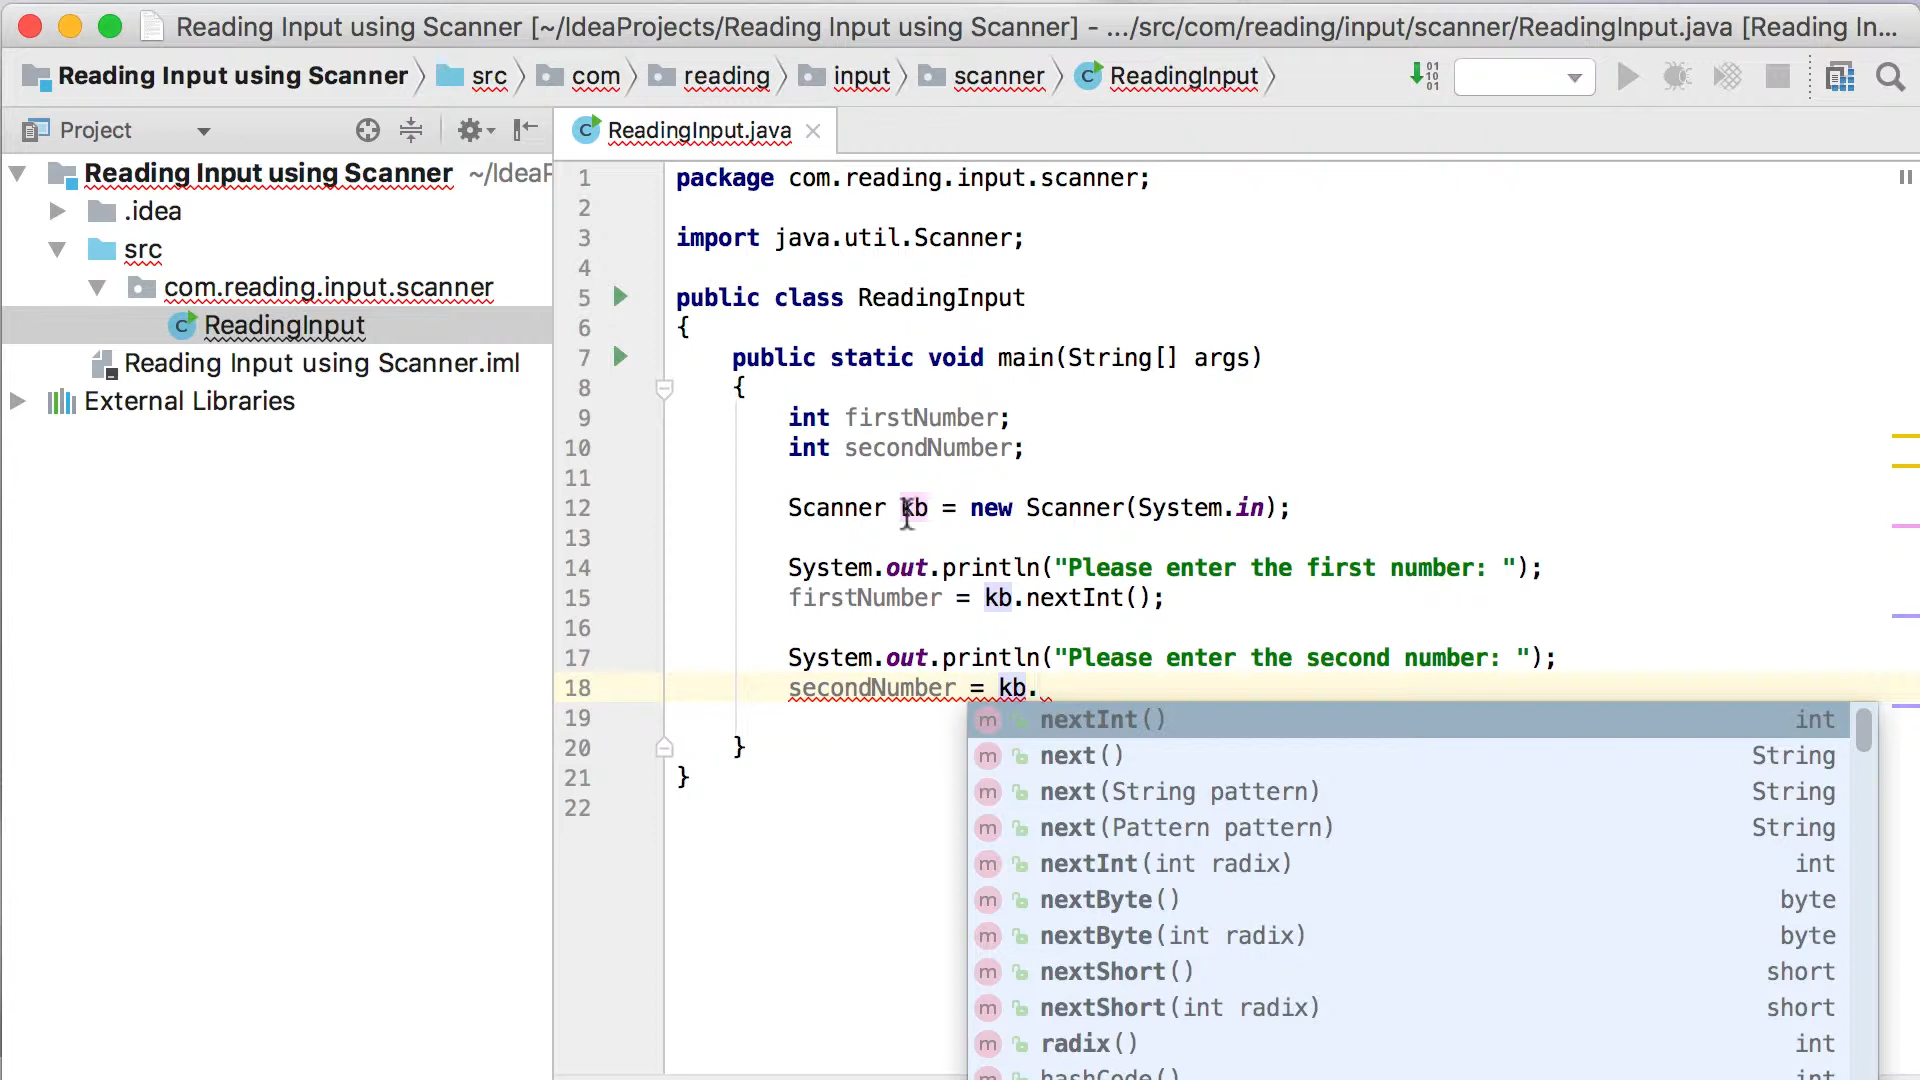 Reading Input using Scanner [~/IdeaProjects/Reading Input using Scanner] - .../src/com/reading/input/scanner/ReadingInput.java [Reading In...
Reading Input using Scanner src com reading input scanner ReadingInput
Project
ReadingInput.java
Reading Input using Scanner ~/IdeaP
.idea
src
com.reading.input.scanner
ReadingInput
Reading Input using Scanner.iml
External Libraries
1 package com.reading.input.scanner;
2
3 import java.util.Scanner;
4
5 public class ReadingInput
6 {
7 public static void main(String[] args)
8 {
9 int firstNumber;
10 int secondNumber;
11
12 Scanner kb = new Scanner(System.in);
13
14 System.out.println("Please enter the first number: ");
15 firstNumber = kb.nextInt();
16
17 System.out.println("Please enter the second number: ");
18 secondNumber = kb.
19
20 }
21 }
22
nextInt() int
next() String
next(String pattern) String
next(Pattern pattern) String
nextInt(int radix) int
nextByte() byte
nextByte(int radix) byte
nextShort() short
nextShort(int radix) short
radix() int
hashCode() int